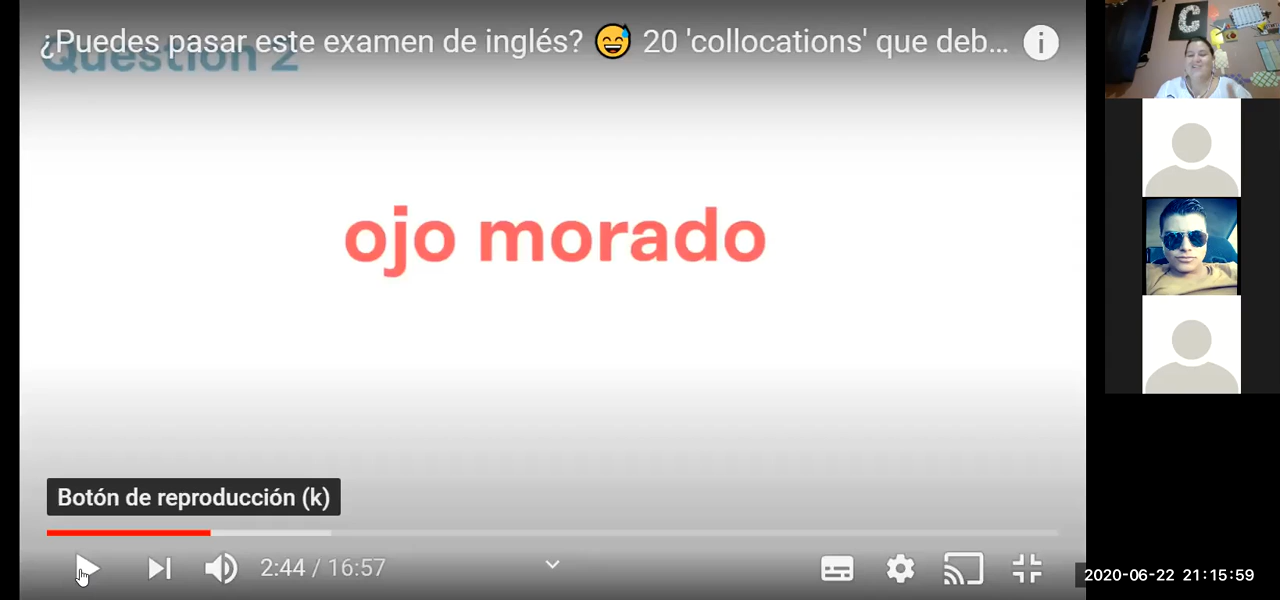 ¿Puedes pasar este examen de inglés? 😅 20 'collocations' que deb...
Question 2
C
ojo morado
Botón de reproducción (k)
2:44 / 16:57
2020-06-22 21:15:59